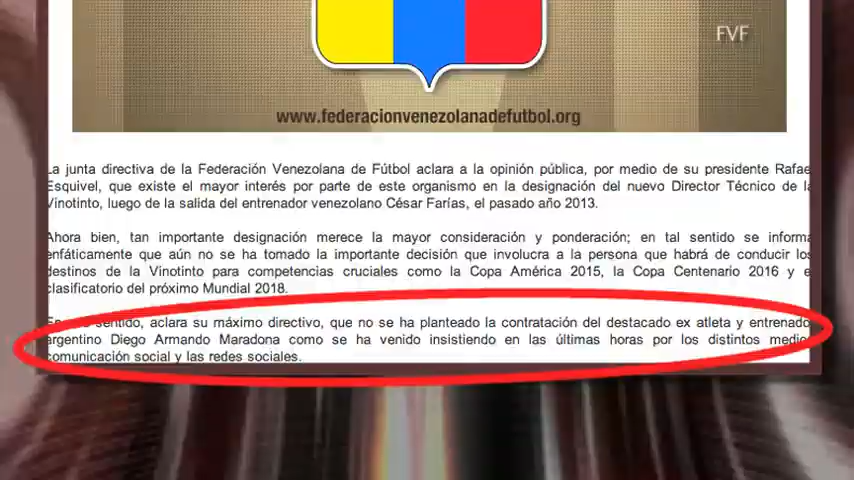 FVF
www.federacionvenezolanadefutbol.org
La junta directiva de la Federación Venezolana de Fútbol aclara a la opinión pública, por medio de su presidente Rafae
Esquivel, que existe el mayor interés por parte de este organismo en la designación del nuevo Director Técnico de la
Vinotinto, luego de la salida del entrenador venezolano César Farías, el pasado año 2013.
Ahora bien, tan importante designación merece la mayor consideración y ponderación; en tal sentido se informa
enfáticamente que aún no se ha tomado la importante decisión que involucra a la persona que habrá de conducir los
destinos de la Vinotinto para competencias cruciales como la Copa América 2015, la Copa Centenario 2016 y e
clasificatorio del próximo Mundial 2018.
sentido, aclara su máximo directivo, que no se ha planteado la contratación del destacado ex atleta y entrenado
argentino Diego Armando Maradona como se ha venido insistiendo en las últimas horas por los distintos medio
comunicación social y las redes sociales.